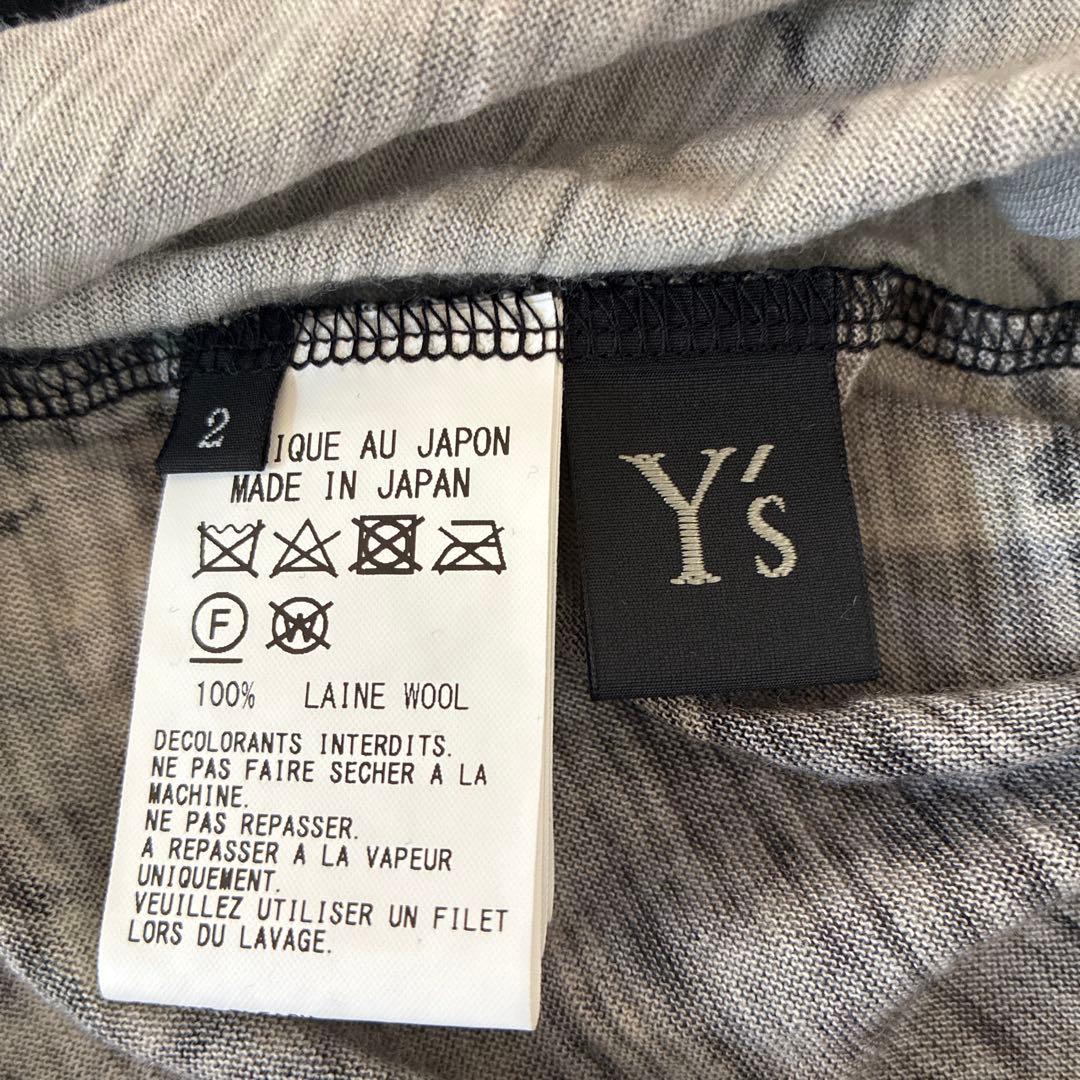 2
IQUE AU JAPON
MADE IN JAPAN
F
W
100% LAINE WOOL
DECOLORANTS INTERDITS.
NE PAS FAIRE SECHER A LA
MACHINE.
NE PAS REPASSER.
A REPASSER A LA VAPEUR
UNIQUEMENT.
VEUILLEZ UTILISER UN FILET
LORS DU LAVAGE.
Y's